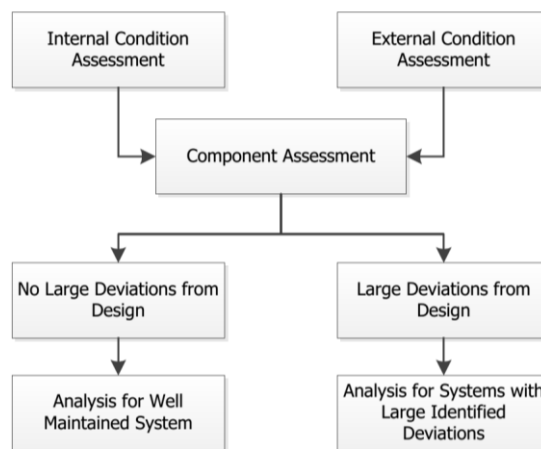 Internal Condition
Assessment
External Condition
Assessment
Component Assessment
No Large Deviations from
Design
Large Deviations from
Design
Analysis for Well
Maintained System
Analysis for Systems with
Large Identified
Deviations